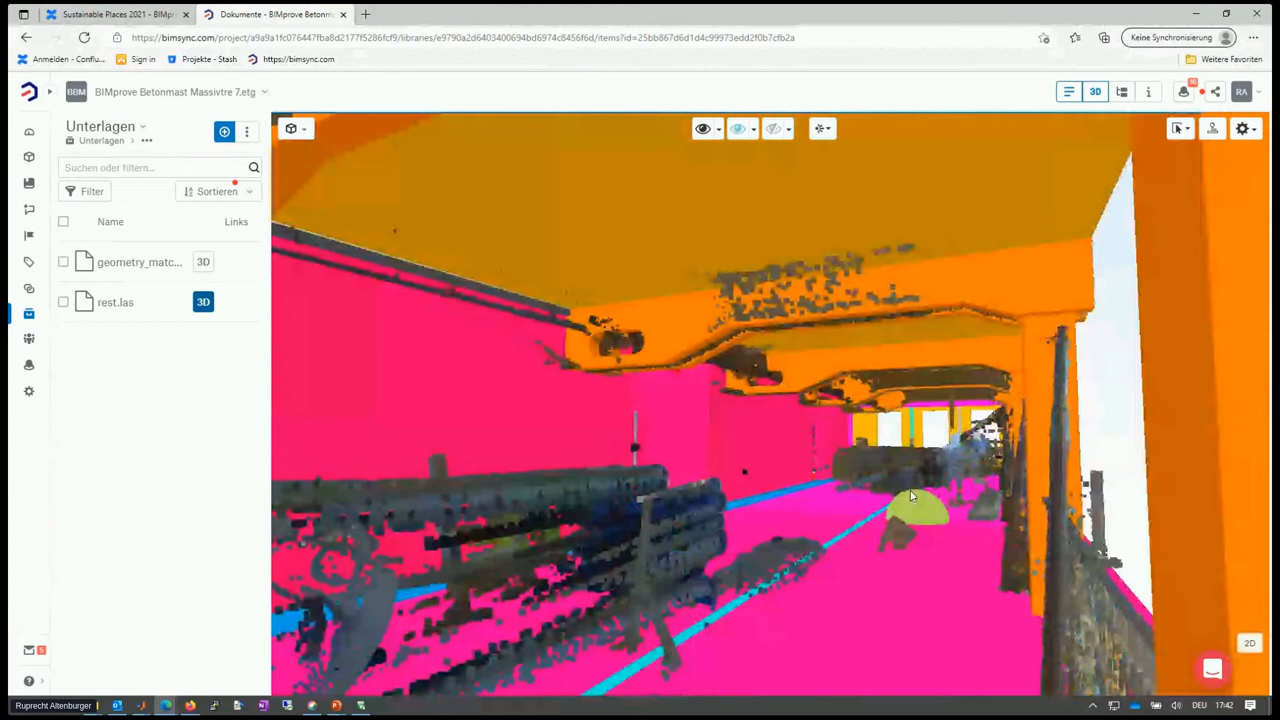 Sustainable Places 2021 - BIMpr
Dokumente - BIMprove Betonm
https://bimsync.com/project/a9a9a1fc076447fba8d2177f5286fcf9/libraries/e9790a2d6403400694bd6974c8456f6d/items?id=25bb867d6d1d4c99973edd2f0b7cfb2a
Keine Synchronisierung
Anmelden - Conflu...
Sign in
Projekte - Stash
https://bimsync.com
Weitere Favoriten
BBM
BIMprove Betonmast Massivtre 7.etg
3D
RA
Unterlagen
Unterlagen
Suchen oder filtern...
Filter
Sortieren
Name
Links
geometry_matc...
3D
rest.las
3D
2D
5
Ruprecht Altenburger
DEU
17:42